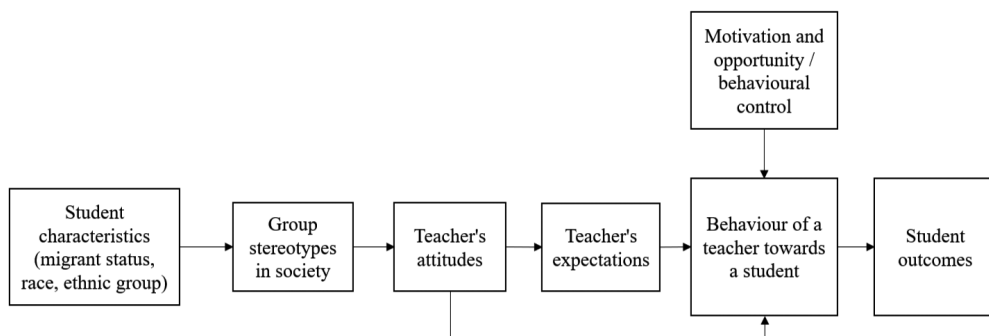 Motivation and
opportunity /
behavioural
control
Student
characteristics
(migrant status,
race, ethnic group)
Group
stereotypes
in society
Teacher's
attitudes
Teacher's
expectations
Behaviour of a
teacher towards
a student
Student
outcomes